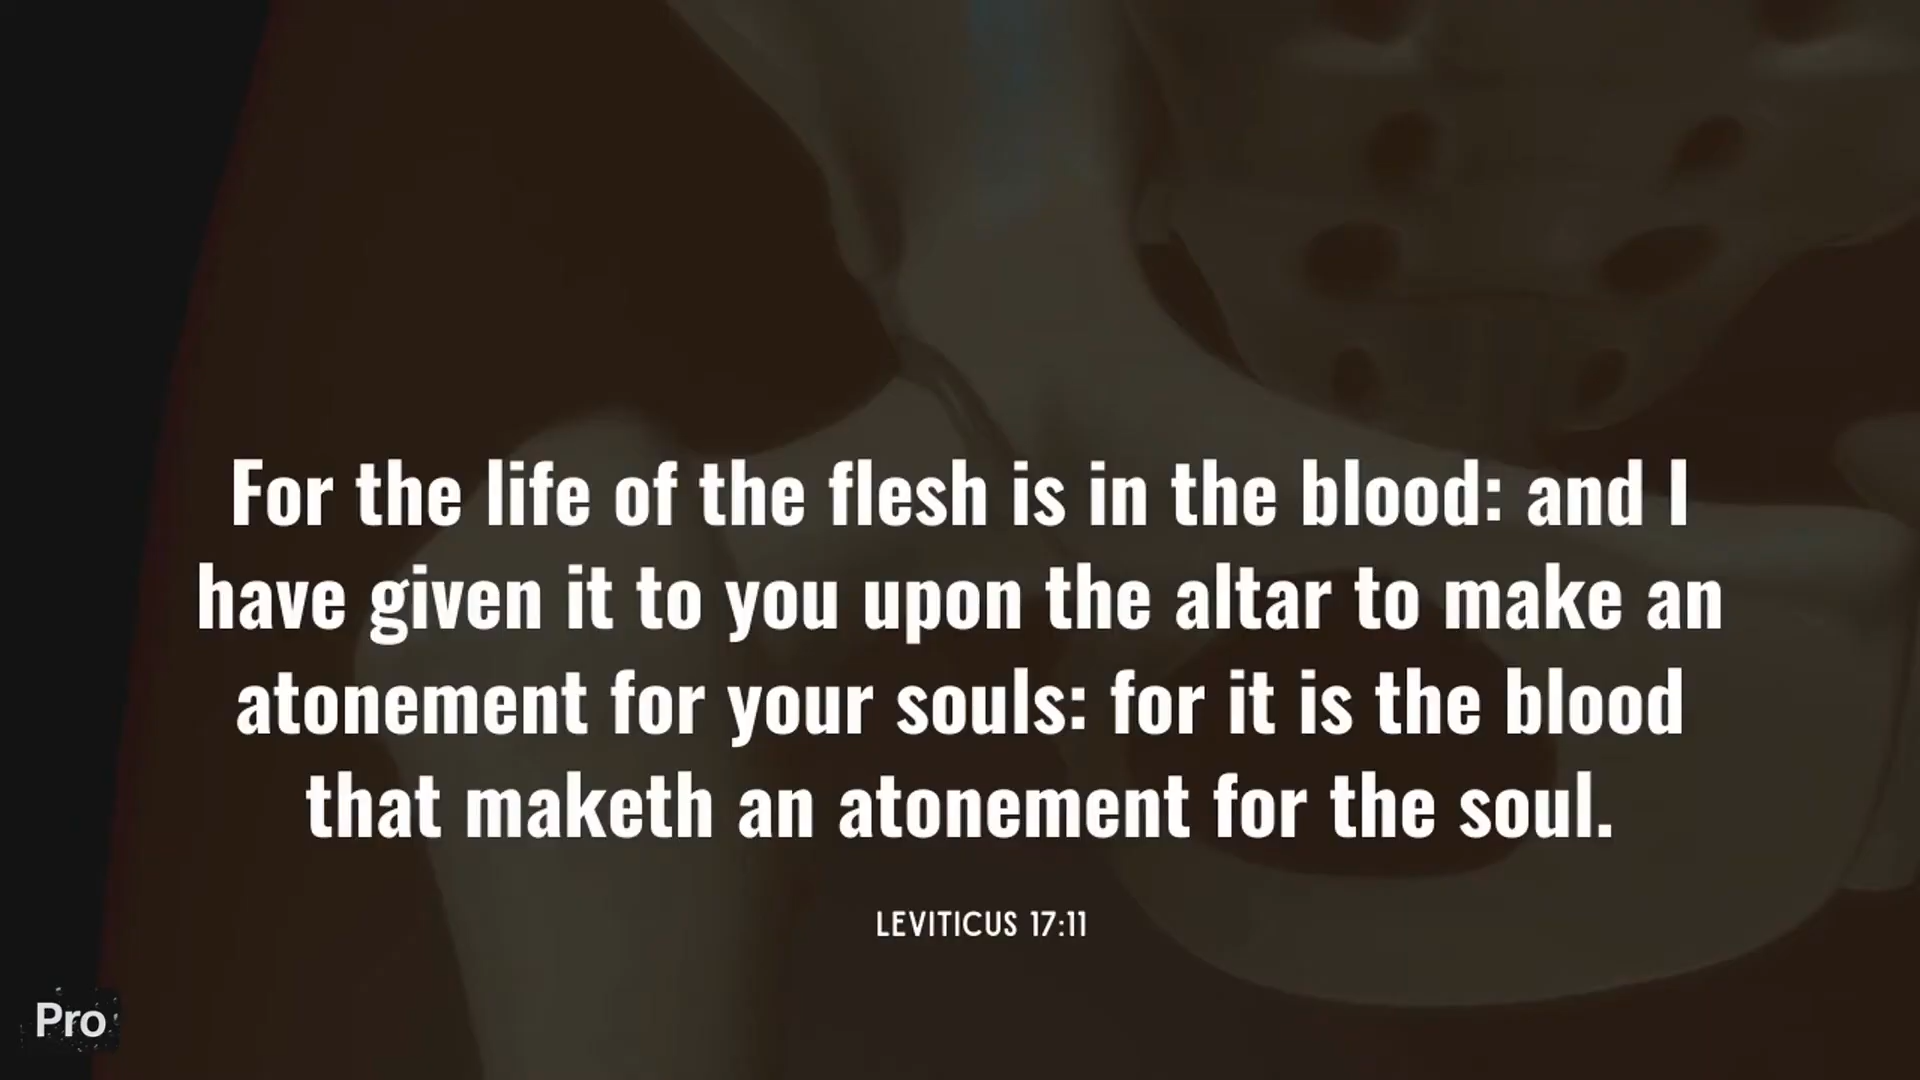 For the life of the flesh is in the blood: and I
have given it to you upon the altar to make an
atonement for your souls: for it is the blood
that maketh an atonement for the soul.
LEVITICUS 17:11
Pro